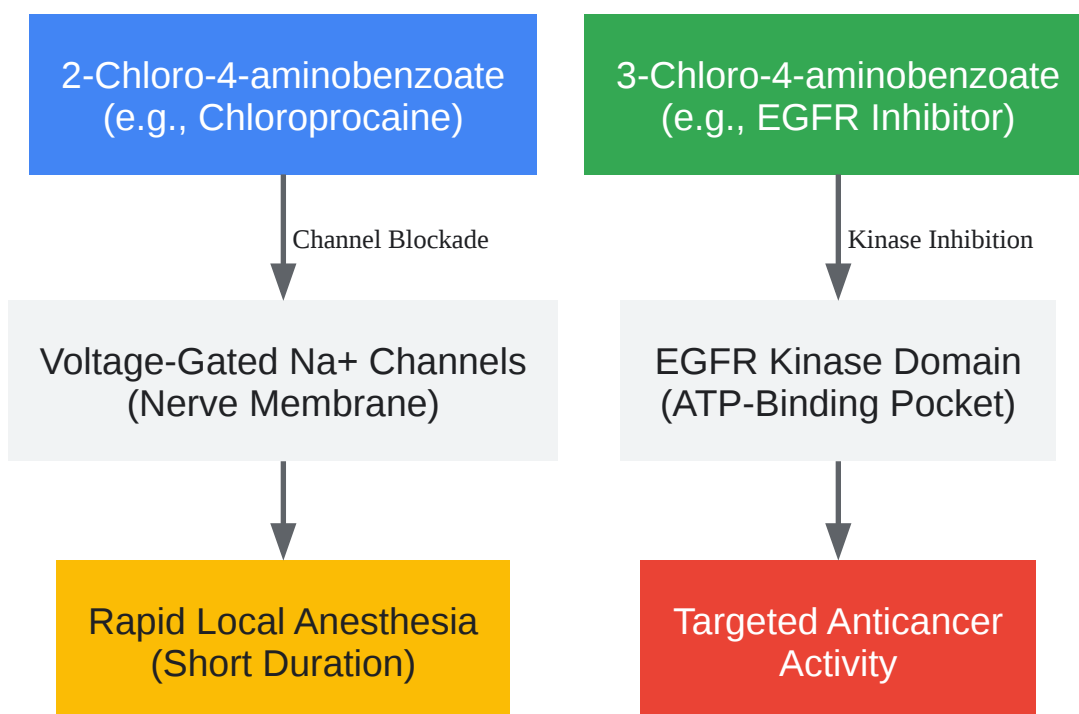 2-Chloro-4-aminobenzoate
(e.g., Chloroprocaine)
Channel Blockade
Voltage-Gated Na+ Channels
(Nerve Membrane)
Rapid Local Anesthesia
(Short Duration)
3-Chloro-4-aminobenzoate
(e.g., EGFR Inhibitor)
Kinase Inhibition
EGFR Kinase Domain
(ATP-Binding Pocket)
Targeted Anticancer
Activity